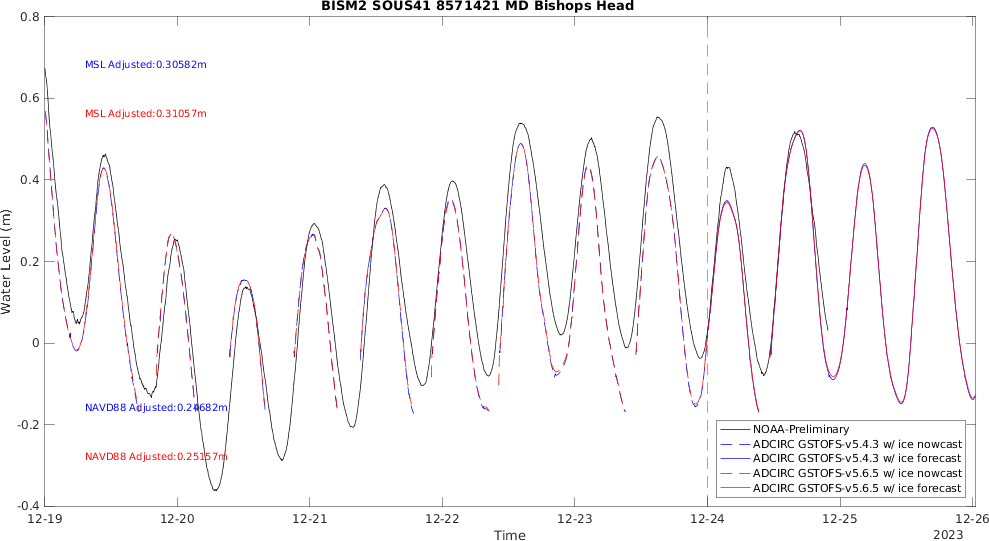 BISM2 SOUS41 8571421 MD Bishops Head
0.8
0.6
0.4
0.2
0
-0.2
-0.4
Water Level (m)
MSL Adjusted:0.30582m
MSL Adjusted:0.31057m
NAVD88 Adjusted:0.24682m
NAVD88 Adjusted:0.25157m
NOAA-Preliminary
ADCIRC GSTOFS-v5.4.3 w/ ice nowcast
ADCIRC GSTOFS-v5.4.3 w/ ice forecast
ADCIRC GSTOFS-v5.6.5 w/ ice nowcast
ADCIRC GSTOFS-v5.6.5 w/ ice forecast
12-19 12-20 12-21 12-22 12-23 12-24 12-25 12-26
Time
2023